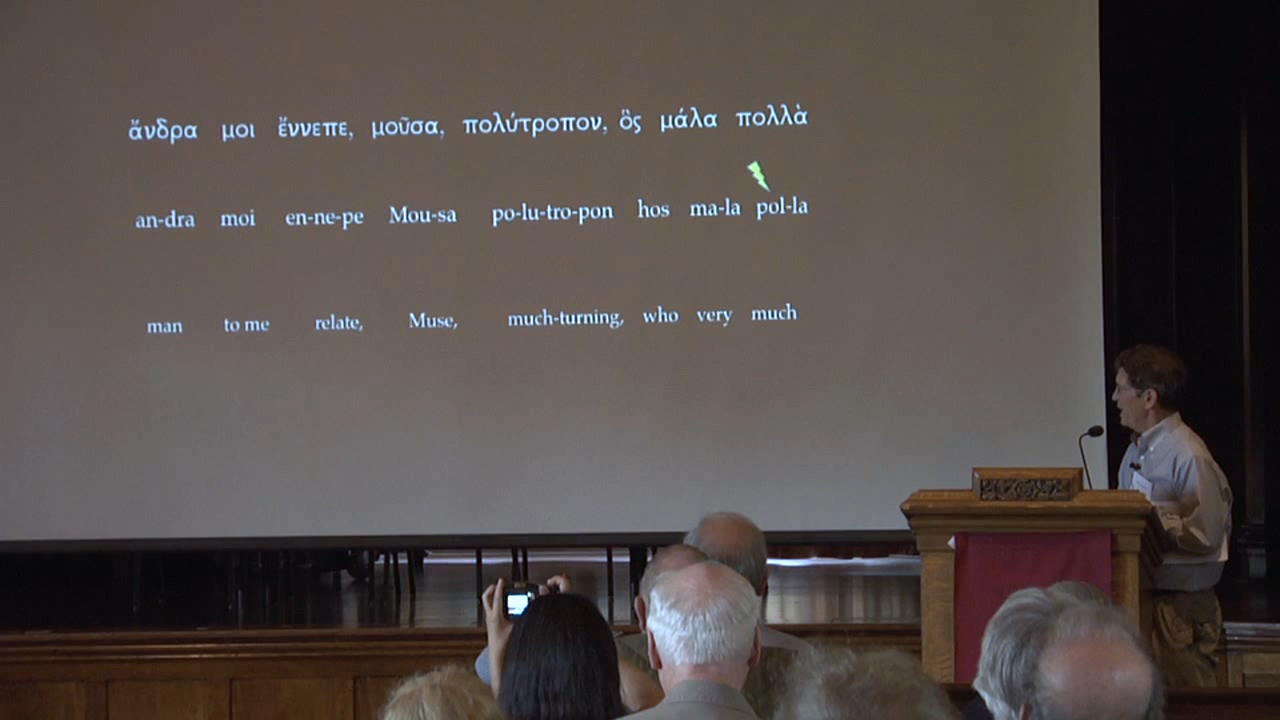 ἄνδρα μοι ἔννεπε, μοῦσα, πολύτροπον, ὃς μάλα πολλὰ
an-dra moi en-ne-pe Mou-sa po-lu-tro-pon hos ma-la pol-la
man to me relate, Muse, much-turning, who very much